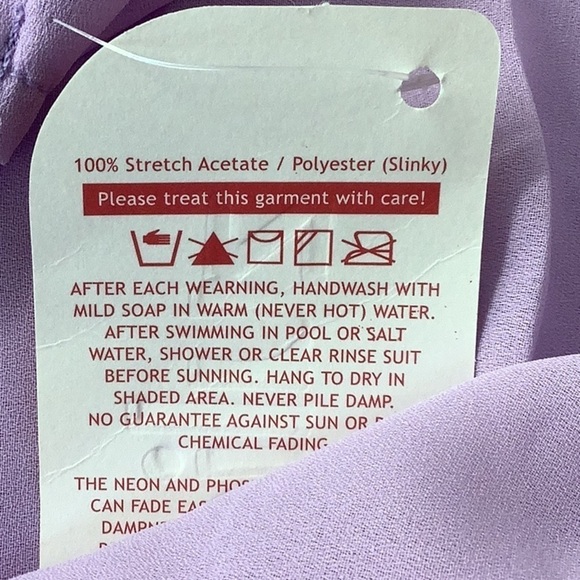 100% Stretch Acetate / Polyester (Slinky)
Please treat this garment with care!
AFTER EACH WEARNING, HANDWASH WITH
MILD SOAP IN WARM (NEVER HOT) WATER.
AFTER SWIMMING IN POOL OR SALT
WATER, SHOWER OR CLEAR RINSE SUIT
BEFORE SUNNING. HANG TO DRY IN
SHADED AREA. NEVER PILE DAMP.
NO GUARANTEE AGAINST SUN OR
CHEMICAL FADING
THE NEON AND
CAN FADE